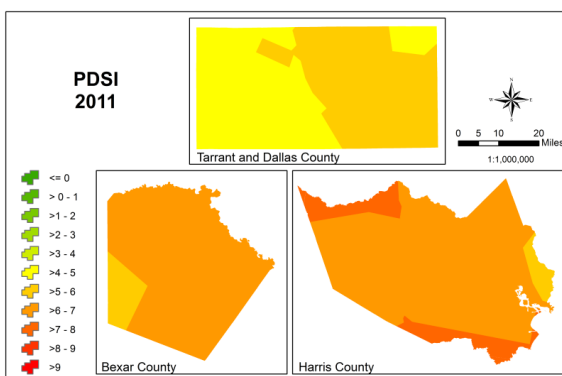 PDSI
2011
Tarrant and Dallas County
N
W E
S
0 5 10 20
Miles
1:1,000,000
<= 0
> 0 - 1
>1 - 2
>2 - 3
>3 - 4
>4 - 5
>5 - 6
>6 - 7
>7 - 8
>8 - 9
>9
Bexar County
Harris County